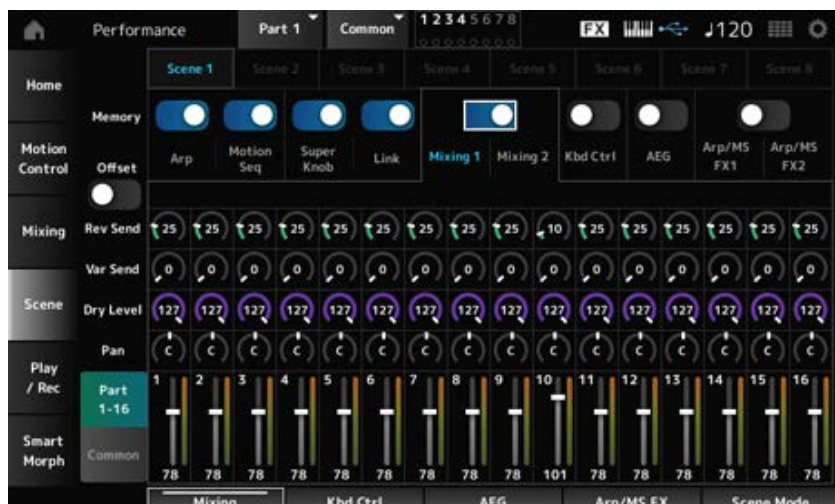 Performance Part 1 Common 1 2 3 4 5 6 7 8 FX ♩120
Scene 1 Scene 2 Scene 3 Scene 4 Scene 5 Scene 6 Scene 7 Scene 8
Home
Memory
Arp Motion Seq Super Knob Link Mixing 1 Mixing 2 Kbd Ctrl AEG Arp/MS FX1 Arp/MS FX2
Motion Control
Offset
Mixing
Rev Send 25 25 25 25 25 25 25 25 25 10 25 25 25 25 25 25
Var Send 0 0 0 0 0 0 0 0 0 0 0 0 0 0 0 0
Scene
Dry Level 127 127 127 127 127 127 127 127 127 127 127 127 127 127 127 127
Pan C C C C C C C C C C C C C C C C
Play / Rec
Part 1-16
1 2 3 4 5 6 7 8 9 10 11 12 13 14 15 16
Smart Morph
Common
78 78 78 78 78 78 78 78 78 101 78 78 78 78 78 78
Mixing Kbd Ctrl AEG Arp/MS FX Scene Mode